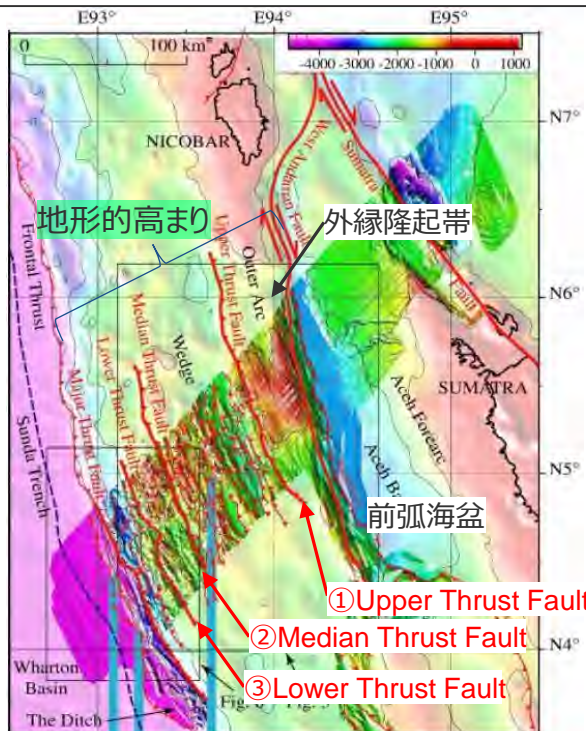 E93° E94° E95°
0 100 km
-4000 -3000 -2000 -1000 0 1000
N7°
NICOBAR
West Andaman Fault
Sumatra
Fault
地形的高まり
外縁隆起帯
Frontal Thrust
Upper Thrust Fault
Outer Arc
N6°
Median Thrust Fault
Wedge
Lower Thrust Fault
Major Thrust Fault
Sunda Trench
SUMATRA
Aceh Forearc
N5°
前弧海盆
①Upper Thrust Fault
②Median Thrust Fault
N4°
③Lower Thrust Fault
Wharton
Basin
The Ditch